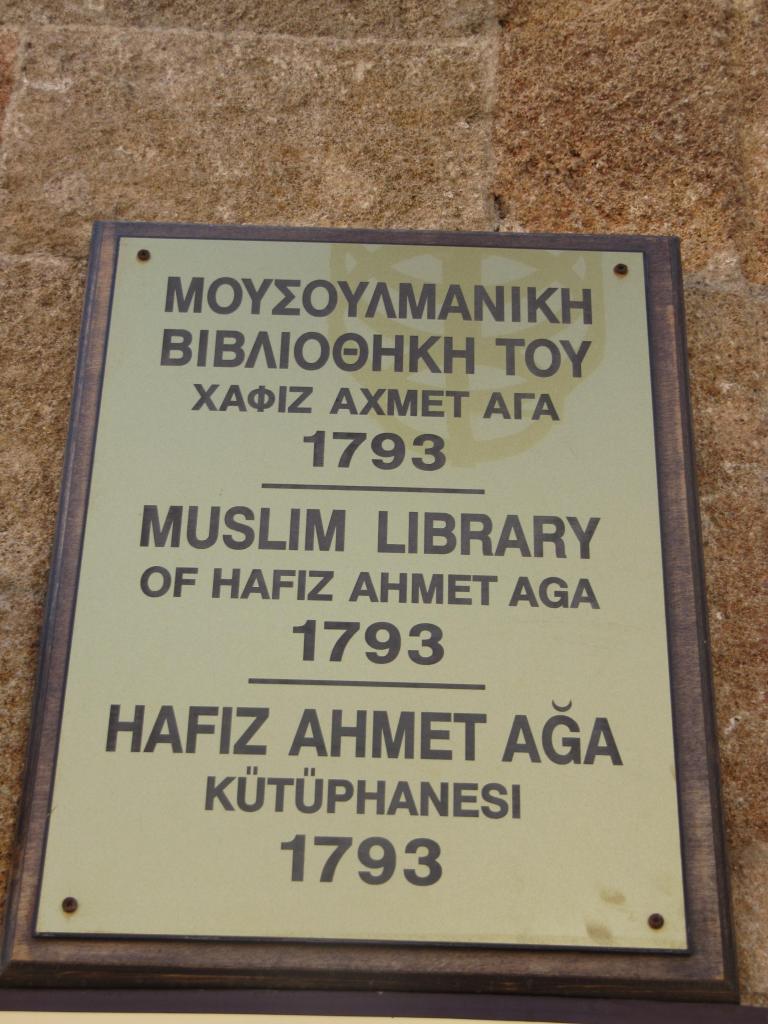 ΜΟΥΣΟΥΛΜΑΝΙΚΗ
ΒΙΒΛΙΟΘΗΚΗ ΤΟΥ
ΧΑΦΙΖ ΑΧΜΕΤ ΑΓΑ
1793
MUSLIM LIBRARY
OF HAFIZ AHMET AGA
1793
HAFIZ AHMET AĞA
KÜTÜPHANESI
1793